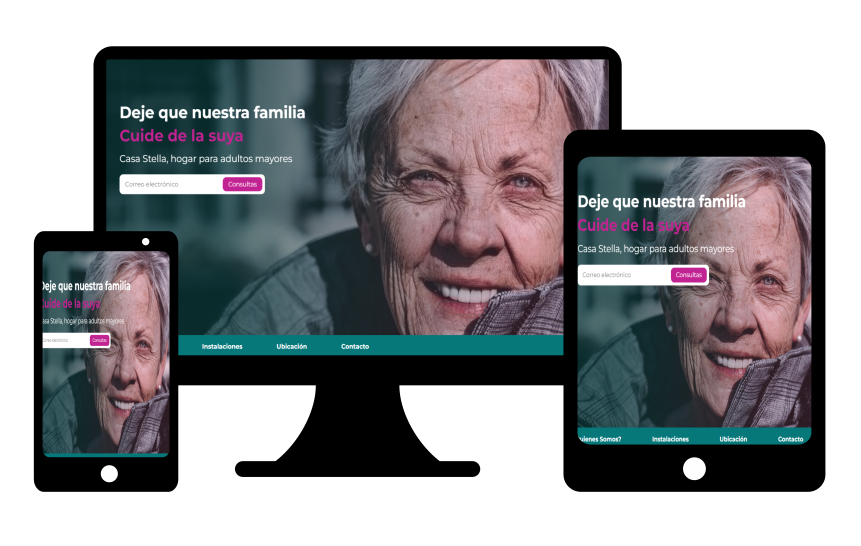 Deje que nuestra familia
Cuide de la suya
Casa Stella, hogar para adultos mayores
Correo electrónico
Consultas
Instalaciones
Ubicación
Contacto
Deje que nuestra familia
Cuide de la suya
Casa Stella, hogar para adultos mayores
Correo electrónico
Consultas
uienes Somos?
Instalaciones
Ubicación
Contacto
Deje que nuestra familia
Cuide de la suya
asa Stella, hogar para adultos mayores
Correo electrónico
Consultas